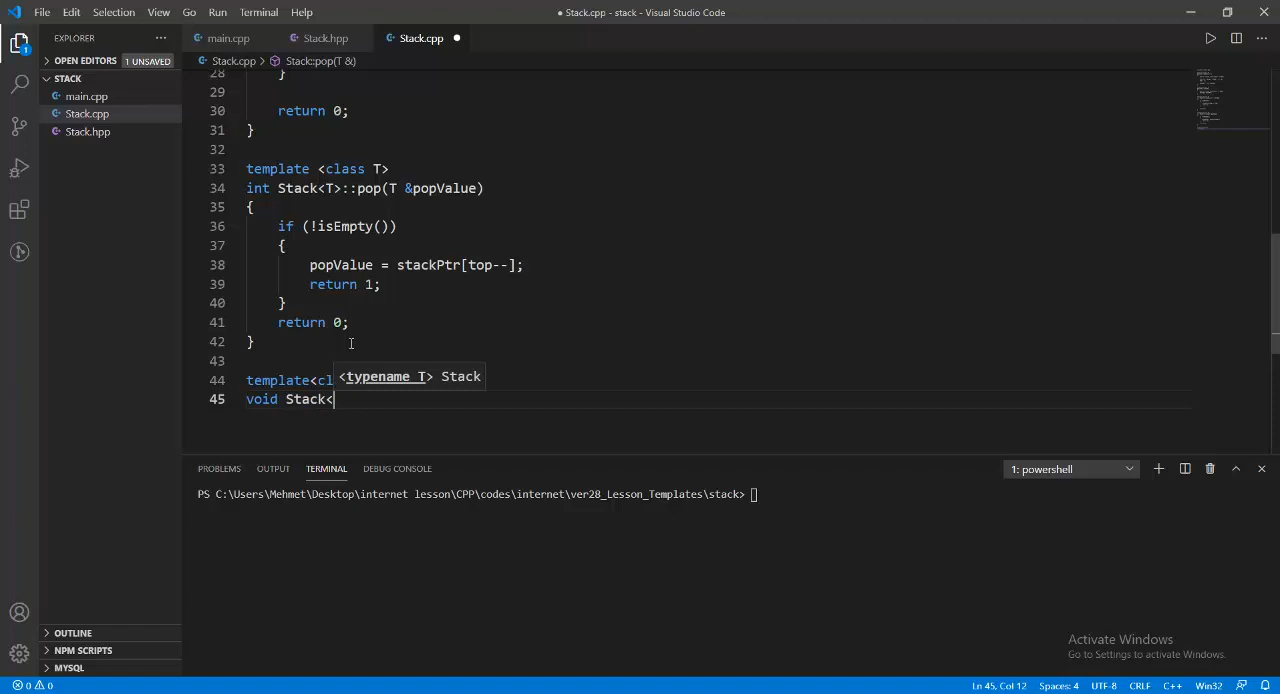 File Edit Selection View Go Run Terminal Help
● Stack.cpp - stack - Visual Studio Code
EXPLORER
main.cpp
Stack.hpp
Stack.cpp
OPEN EDITORS 1 UNSAVED
Stack.cpp > Stack::pop(T &)
STACK
main.cpp
Stack.cpp
Stack.hpp
28 }
29
30 return 0;
31 }
32
33 template <class T>
34 int Stack<T>::pop(T &popValue)
35 {
36 if (!isEmpty())
37 {
38 popValue = stackPtr[top--];
39 return 1;
40 }
41 return 0;
42 }
43
<typename T> Stack
44 template<cl
45 void Stack<
PROBLEMS OUTPUT TERMINAL DEBUG CONSOLE
1: powershell
PS C:\Users\Mehmet\Desktop\internet lesson\CPP\codes\internet\ver28_Lesson_Templates\stack>
OUTLINE
NPM SCRIPTS
MYSQL
Activate Windows
Go to Settings to activate Windows.
0 0
Ln 45, Col 12 Spaces: 4 UTF-8 CRLF C++ Win32